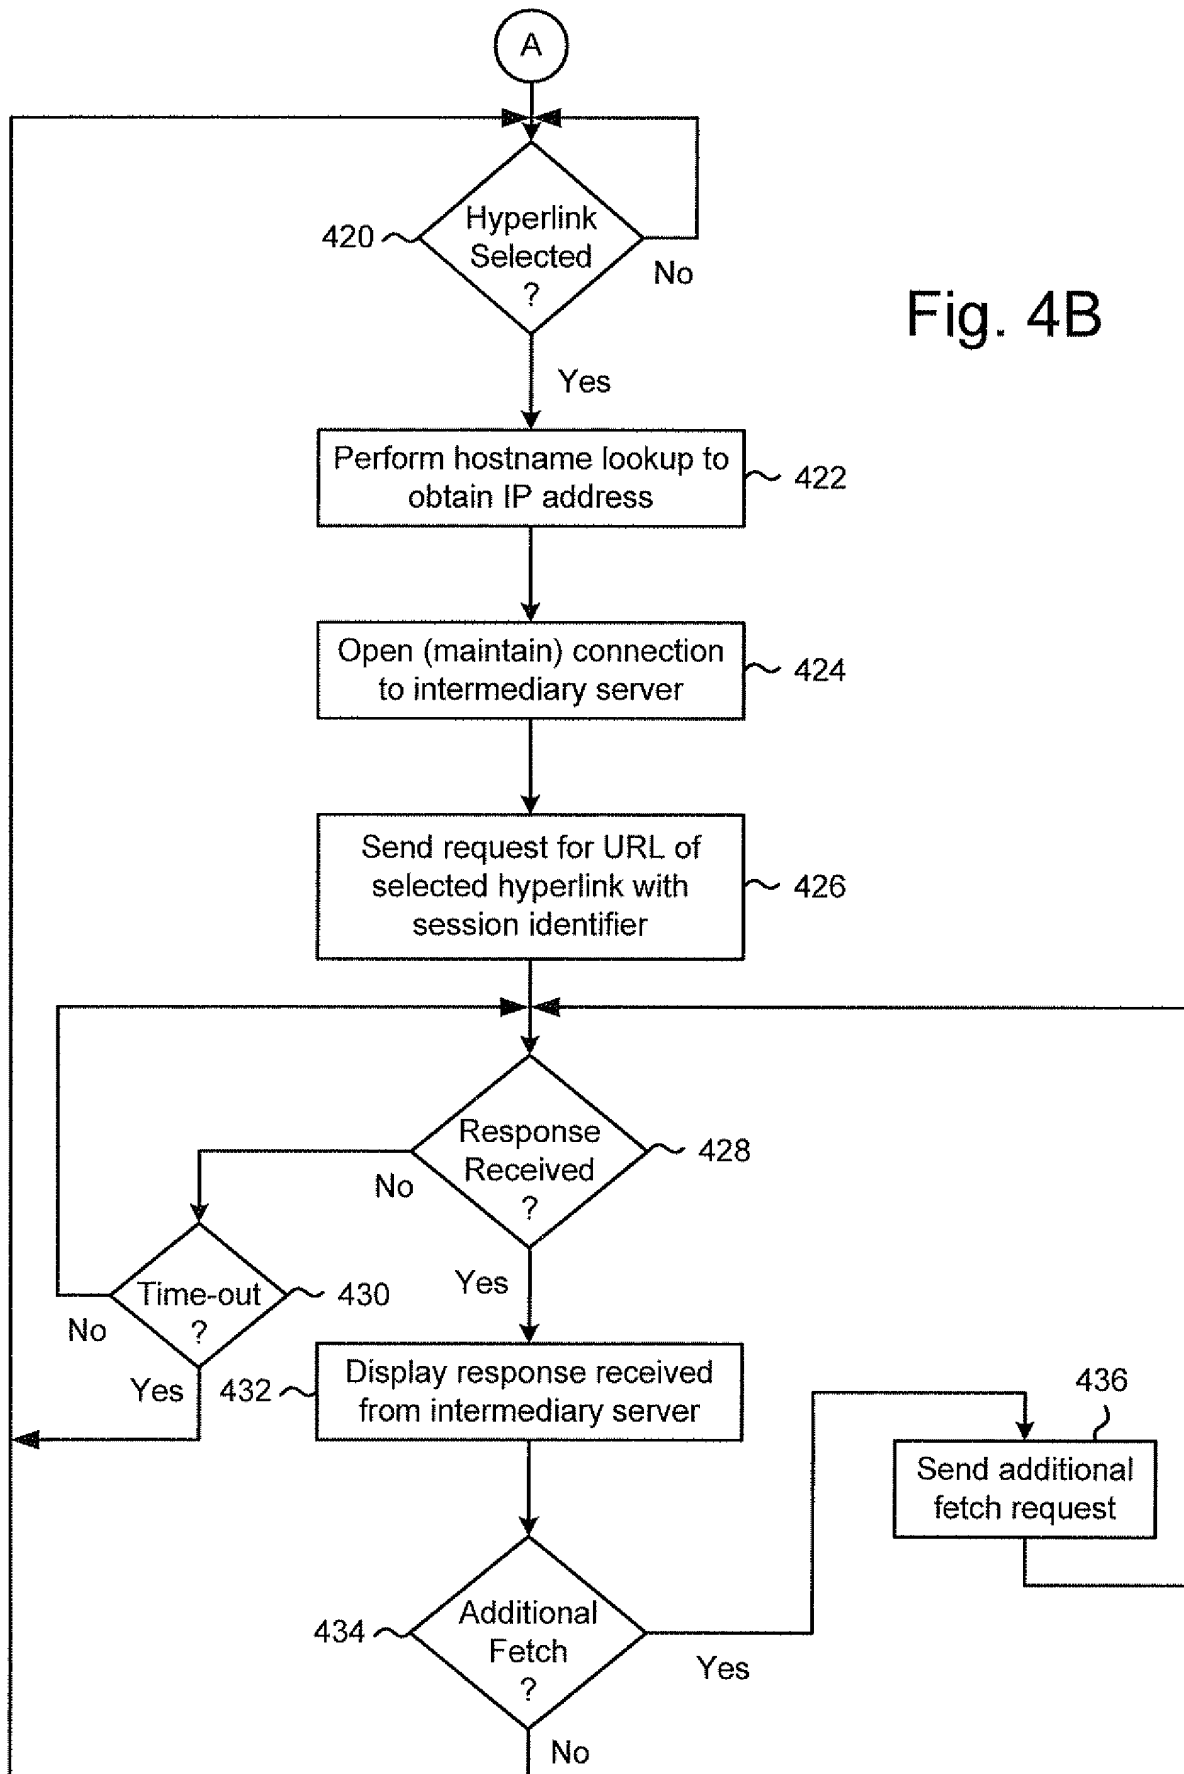 A
Hyperlink
Selected
?
420
No
Fig. 4B
Yes
Perform hostname lookup to
obtain IP address
422
Open (maintain) connection
to intermediary server
424
Send request for URL of
selected hyperlink with
session identifier
426
Response
Received
?
428
No
Yes
Time-out
?
430
No
Yes
432
Display response received
from intermediary server
436
Send additional
fetch request
434
Additional
Fetch
?
Yes
No